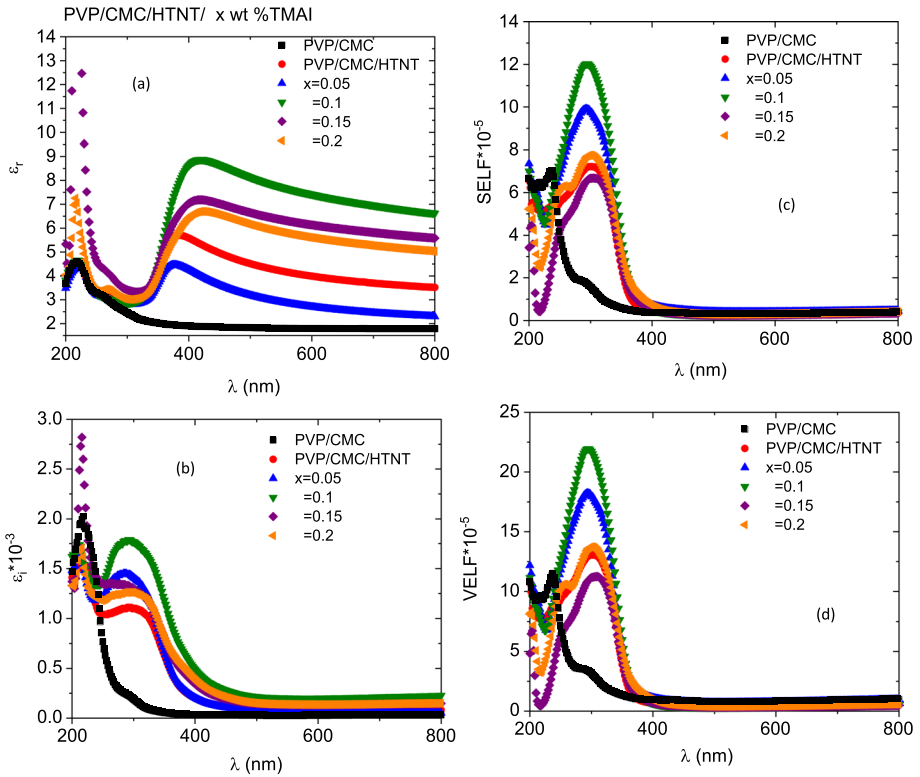 PVP/CMC/HTNT/ x wt %TMAI
14
13
12
11
10
9
8
7
6
5
4
3
2
200
400
600
800
εr
λ (nm)
(a)
PVP/CMC
PVP/CMC/HTNT
x=0.05
=0.1
=0.15
=0.2
14
12
10
8
6
4
2
0
200
400
600
800
SELF*10-5
λ (nm)
(c)
PVP/CMC
PVP/CMC/HTNT
x=0.05
=0.1
=0.15
=0.2
3.0
2.5
2.0
1.5
1.0
0.5
0.0
200
400
600
800
εi*10-3
λ (nm)
(b)
PVP/CMC
PVP/CMC/HTNT
x=0.05
=0.1
=0.15
=0.2
25
20
15
10
5
0
200
400
600
800
VELF*10-5
λ (nm)
(d)
PVP/CMC
PVP/CMC/HTNT
x=0.05
=0.1
=0.15
=0.2